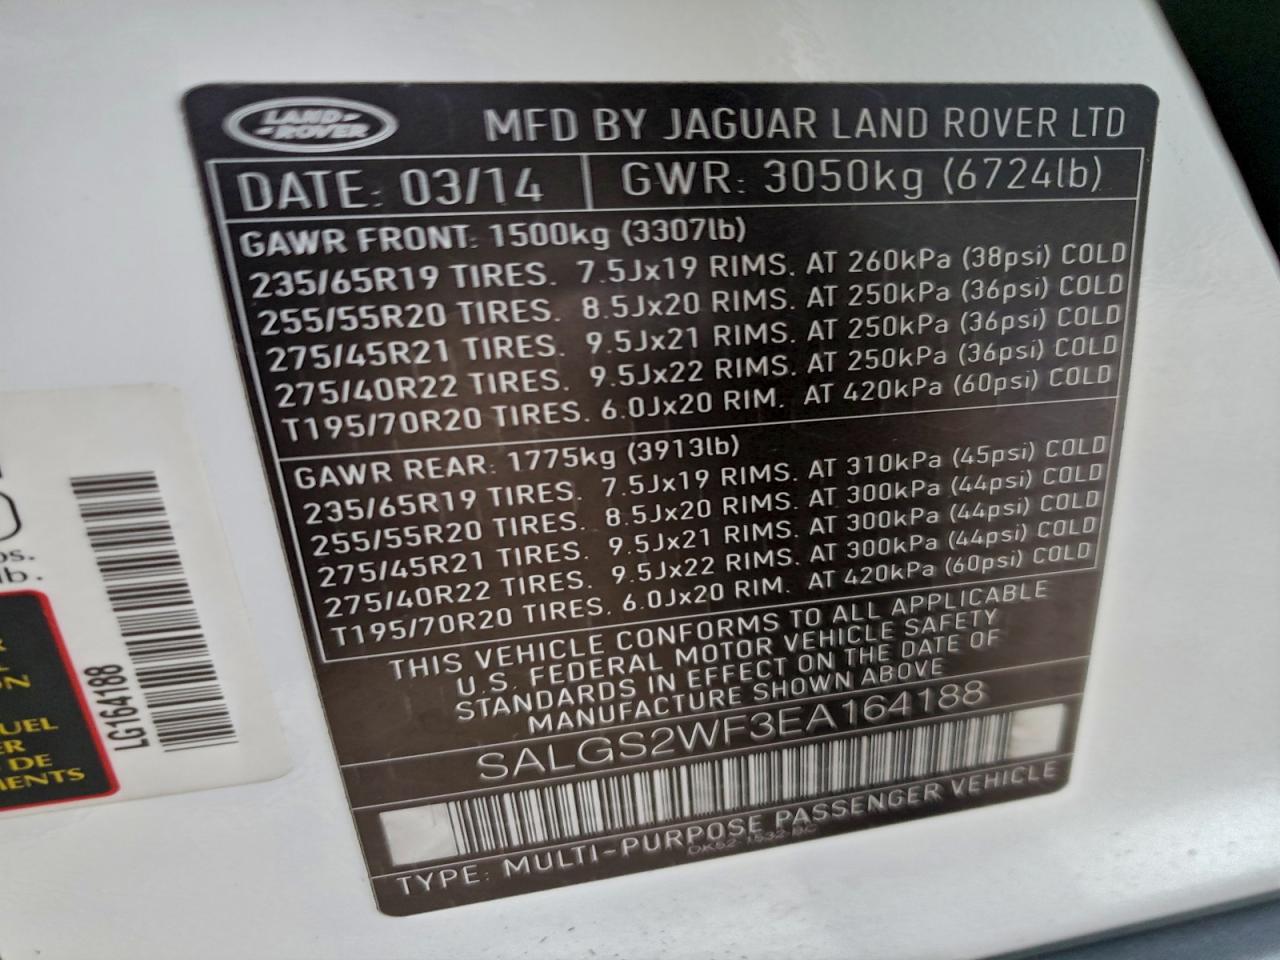 LAND-
-ROVER
MFD BY JAGUAR LAND ROVER LTD
DATE: 03/14 GWR: 3050kg (6724lb)
GAWR FRONT: 1500kg (3307lb)
235/65R19 TIRES. 7.5Jx19 RIMS. AT 260kPa (38psi) COLD
255/55R20 TIRES. 8.5Jx20 RIMS. AT 250kPa (36psi) COLD
275/45R21 TIRES. 9.5Jx21 RIMS. AT 250kPa (36psi) COLD
275/40R22 TIRES. 9.5Jx22 RIMS. AT 250kPa (36psi) COLD
T195/70R20 TIRES. 6.0Jx20 RIM. AT 420kPa (60psi) COLD
GAWR REAR: 1775kg (3913lb)
235/65R19 TIRES. 7.5Jx19 RIMS. AT 310kPa (45psi) COLD
255/55R20 TIRES. 8.5Jx20 RIMS. AT 300kPa (44psi) COLD
275/45R21 TIRES. 9.5Jx21 RIMS. AT 300kPa (44psi) COLD
275/40R22 TIRES. 9.5Jx22 RIMS. AT 300kPa (44psi) COLD
T195/70R20 TIRES. 6.0Jx20 RIM. AT 420kPa (60psi) COLD
THIS VEHICLE CONFORMS TO ALL APPLICABLE
U.S. FEDERAL MOTOR VEHICLE SAFETY
STANDARDS IN EFFECT ON THE DATE OF
MANUFACTURE SHOWN ABOVE
SALGS2WF3EA164188
TYPE: MULTI-PURPOSE PASSENGER VEHICLE
LG164188
lb.
DE